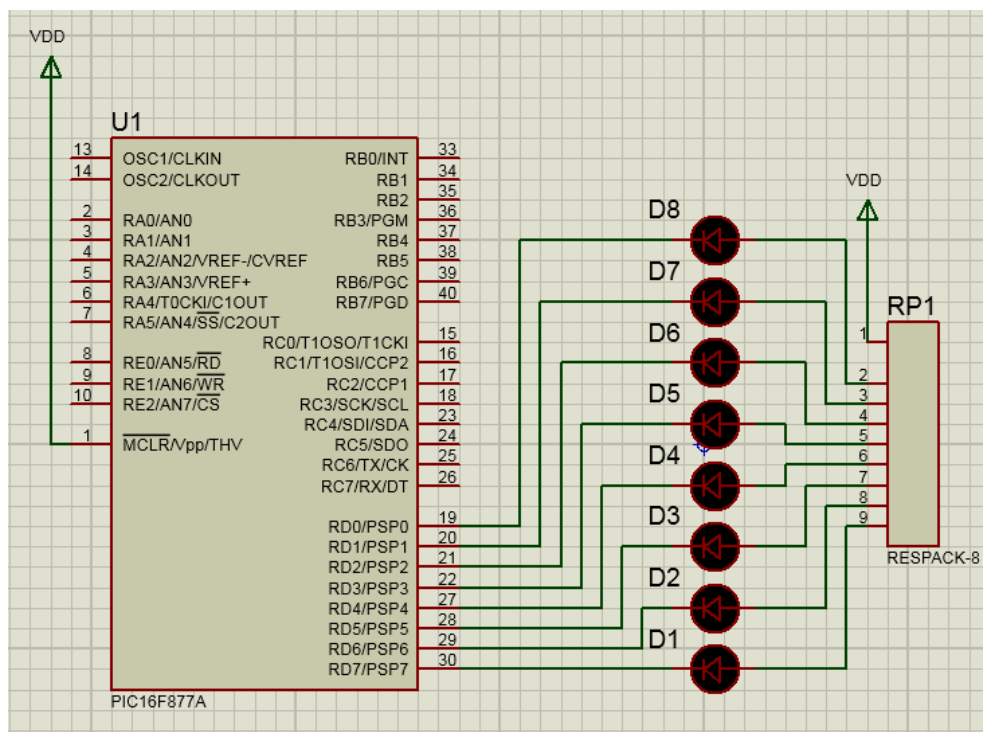 VDD
U1
13 OSC1/CLKIN
14 OSC2/CLKOUT
2 RA0/AN0
3 RA1/AN1
4 RA2/AN2/VREF-/CVREF
5 RA3/AN3/VREF+
6 RA4/T0CKI/C1OUT
7 RA5/AN4/SS/C2OUT
8 RE0/AN5/RD
9 RE1/AN6/WR
10 RE2/AN7/CS
1 MCLR/Vpp/THV
RB0/INT 33
RB1 34
RB2 35
RB3/PGM 36
RB4 37
RB5 38
RB6/PGC 39
RB7/PGD 40
RC0/T1OSO/T1CKI 15
RC1/T1OSI/CCP2 16
RC2/CCP1 17
RC3/SCK/SCL 18
RC4/SDI/SDA 23
RC5/SDO 24
RC6/TX/CK 25
RC7/RX/DT 26
RD0/PSP0 19
RD1/PSP1 20
RD2/PSP2 21
RD3/PSP3 22
RD4/PSP4 27
RD5/PSP5 28
RD6/PSP6 29
RD7/PSP7 30
PIC16F877A
D8
D7
D6
D5
D4
D3
D2
D1
VDD
RP1
1
2
3
4
5
6
7
8
9
RESPACK-8